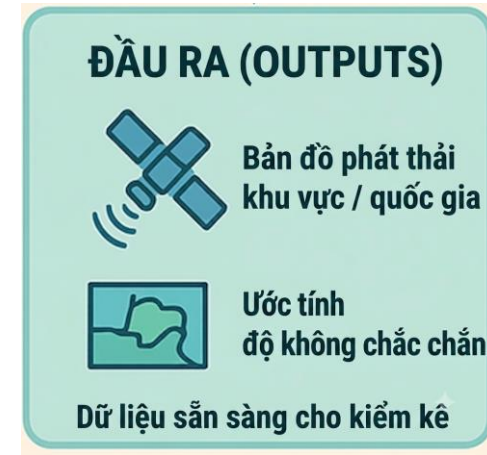 ĐẦU RA (OUTPUTS)
Bản đồ phát thải
khu vực / quốc gia
Ước tính
độ không chắc chắn
Dữ liệu sẵn sàng cho kiểm kê